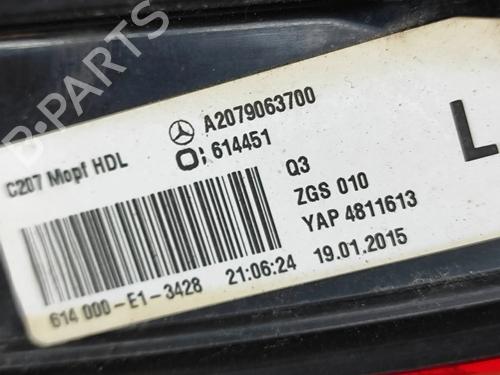 B-PARTS
C207 Mopf HDL
A2079063700
O: 614451
L
Q3
ZGS 010
YAP 4811613
614 000-E1-3428 21:06:24 19.01.2015